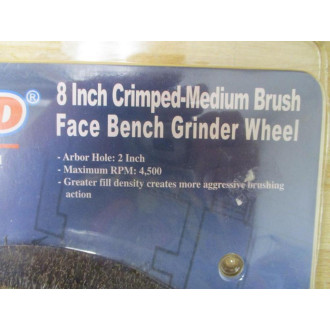 D®
8 Inch Crimped-Medium Brush
Face Bench Grinder Wheel
- Arbor Hole: 2 Inch
- Maximum RPM: 4,500
- Greater fill density creates more aggressive brushing
action